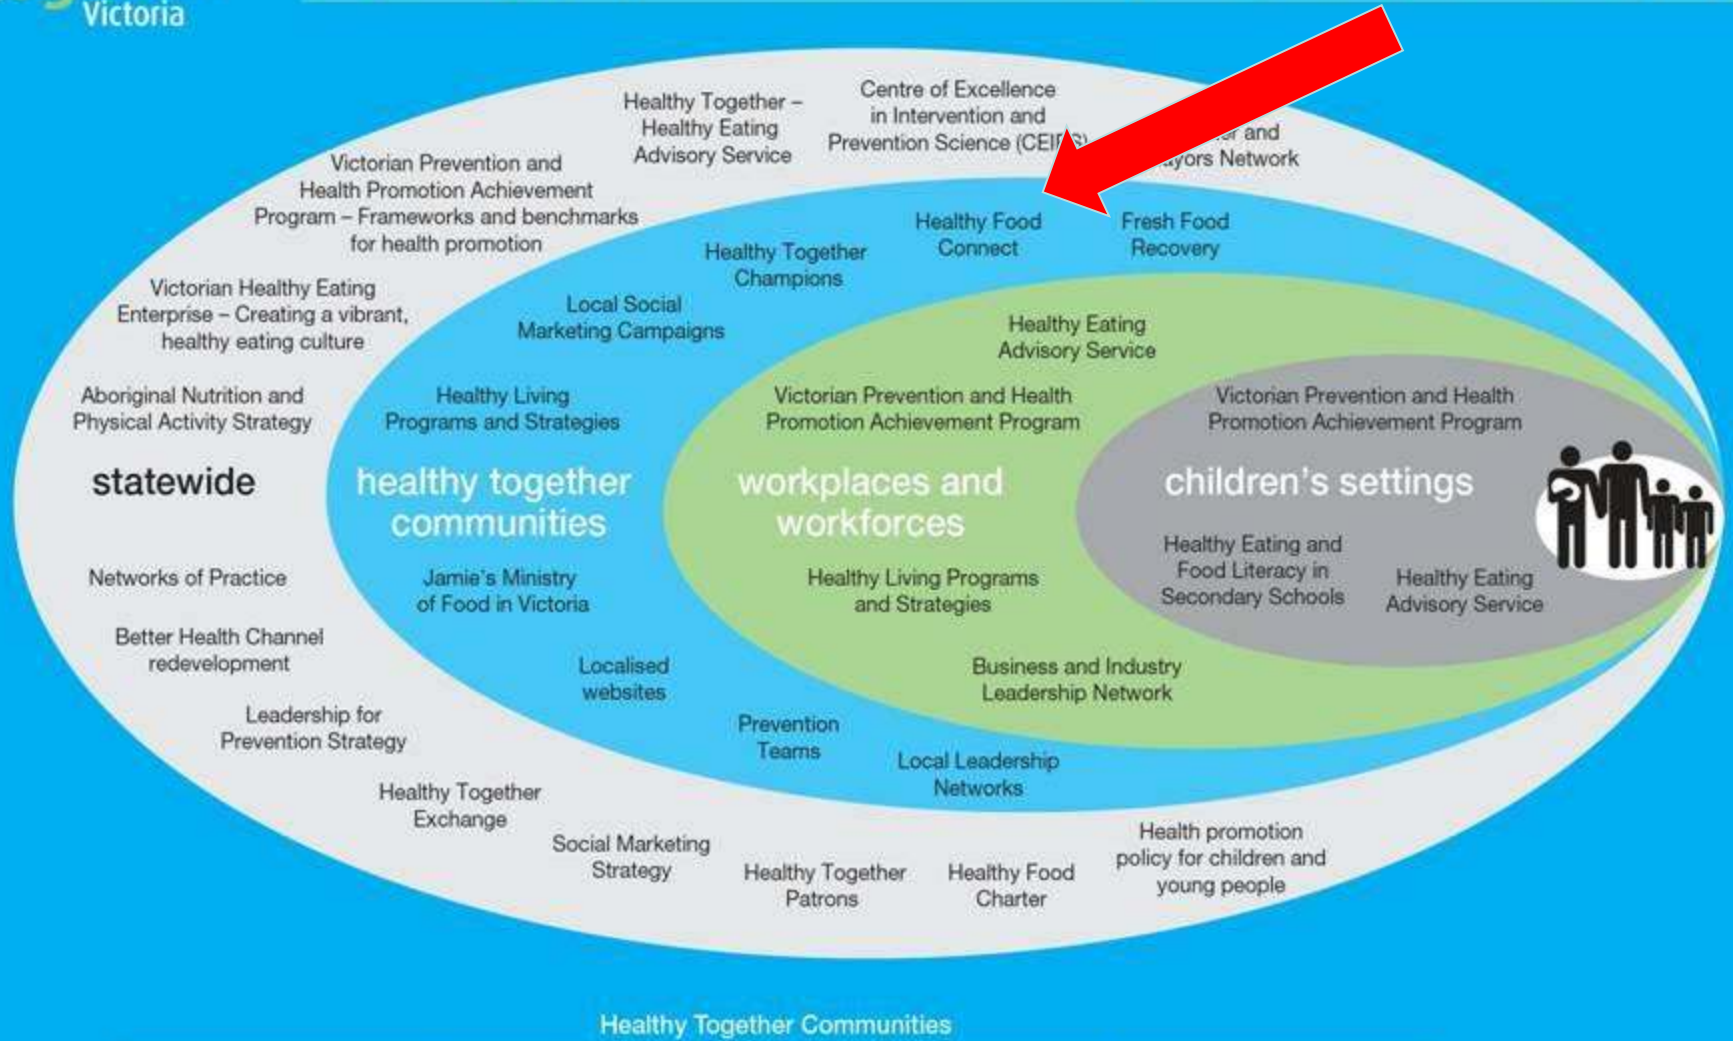 Victoria
Healthy Together –
Healthy Eating
Advisory Service
Centre of Excellence
in Intervention and
Prevention Science
and
Network
Victorian Prevention and
Health Promotion Achievement
Program – Frameworks and benchmarks
for health promotion
Victorian Healthy Eating
Enterprise – Creating a vibrant,
healthy eating culture
Aboriginal Nutrition and
Physical Activity Strategy
statewide
Networks of Practice
Better Health Channel
redevelopment
Leadership for
Prevention Strategy
Healthy Together
Exchange
Social Marketing
Strategy
Healthy Together
Patrons
Healthy Food
Charter
Health promotion
policy for children and
young people
Healthy Food
Connect
Fresh Food
Recovery
Healthy Together
Champions
Local Social
Marketing Campaigns
Healthy Living
Programs and Strategies
healthy together
communities
Jamie's Ministry
of Food in Victoria
Localised
websites
Prevention
Teams
Local Leadership
Networks
Healthy Eating
Advisory Service
Victorian Prevention and Health
Promotion Achievement Program
workplaces and
workforces
Healthy Living Programs
and Strategies
Business and Industry
Leadership Network
Victorian Prevention and Health
Promotion Achievement Program
children's settings
Healthy Eating and
Food Literacy in
Secondary Schools
Healthy Eating
Advisory Service
Healthy Together Communities